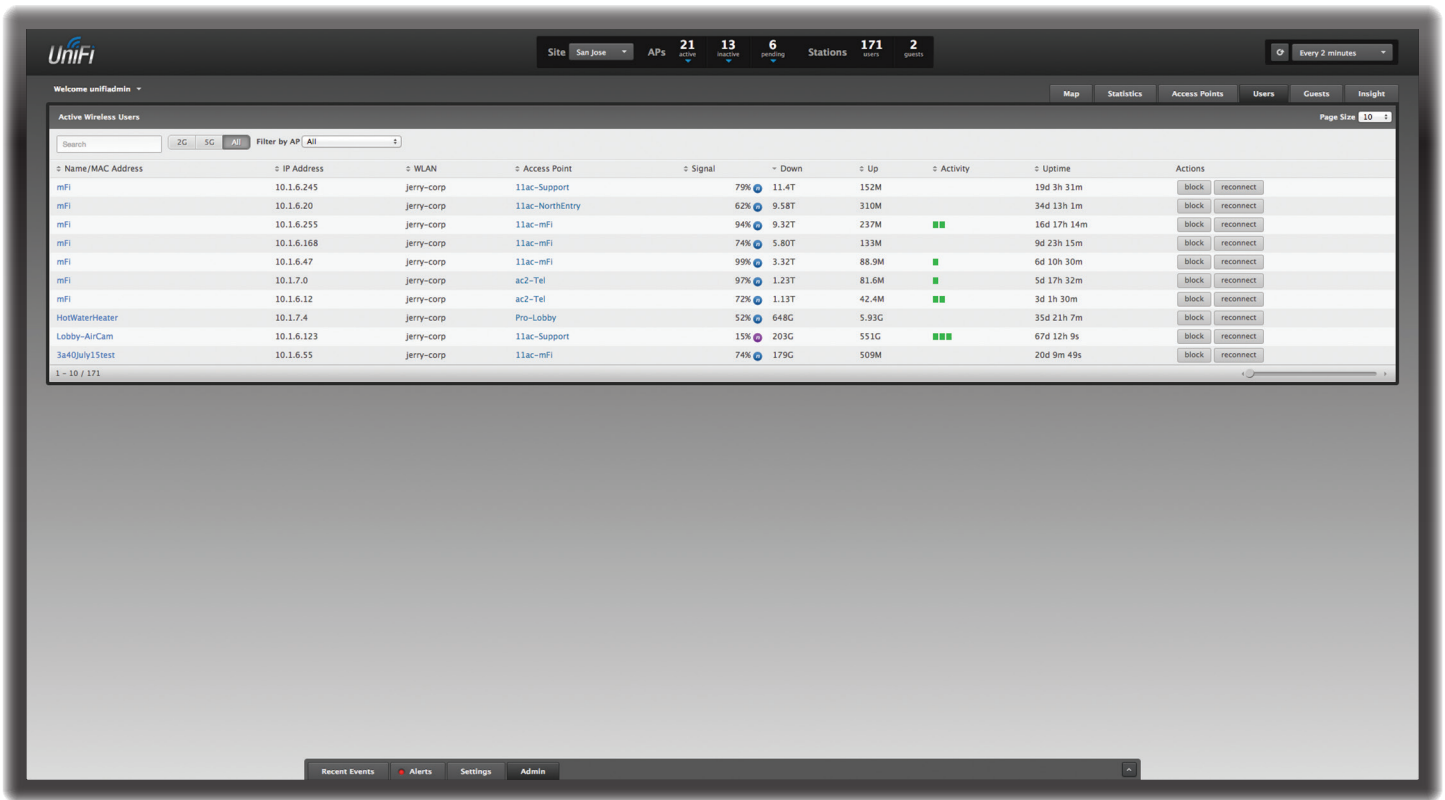 UniFi
Site San Jose APs 21 active 13 inactive 6 pending Stations 171 users 2 guests
Every 2 minutes
Welcome unifiadmin
Map Statistics Access Points Users Guests Insight
Active Wireless Users Page Size 10
Search 2G 5G All Filter by AP All
Name/MAC Address IP Address WLAN Access Point Signal Down Up Activity Uptime Actions
mFi 10.1.6.245 jerry-corp 11ac-Support 79% n 11.4T 152M 19d 3h 31m block reconnect
mFi 10.1.6.20 jerry-corp 11ac-NorthEntry 62% n 9.58T 310M 34d 13h 1m block reconnect
mFi 10.1.6.255 jerry-corp 11ac-mFi 94% n 9.32T 237M 16d 17h 14m block reconnect
mFi 10.1.6.168 jerry-corp 11ac-mFi 74% n 5.80T 133M 9d 23h 15m block reconnect
mFi 10.1.6.47 jerry-corp 11ac-mFi 99% n 3.32T 88.9M 6d 10h 30m block reconnect
mFi 10.1.7.0 jerry-corp ac2-Tel 97% n 1.23T 81.6M 5d 17h 32m block reconnect
mFi 10.1.6.12 jerry-corp ac2-Tel 72% n 1.13T 42.4M 3d 1h 30m block reconnect
HotWaterHeater 10.1.7.4 jerry-corp Pro-Lobby 52% n 648G 5.93G 35d 21h 7m block reconnect
Lobby-AirCam 10.1.6.123 jerry-corp 11ac-Support 15% n 203G 551G 67d 12h 9s block reconnect
3a40July15test 10.1.6.55 jerry-corp 11ac-mFi 74% n 179G 509M 20d 9m 49s block reconnect
1 - 10 / 171
Recent Events Alerts Settings Admin